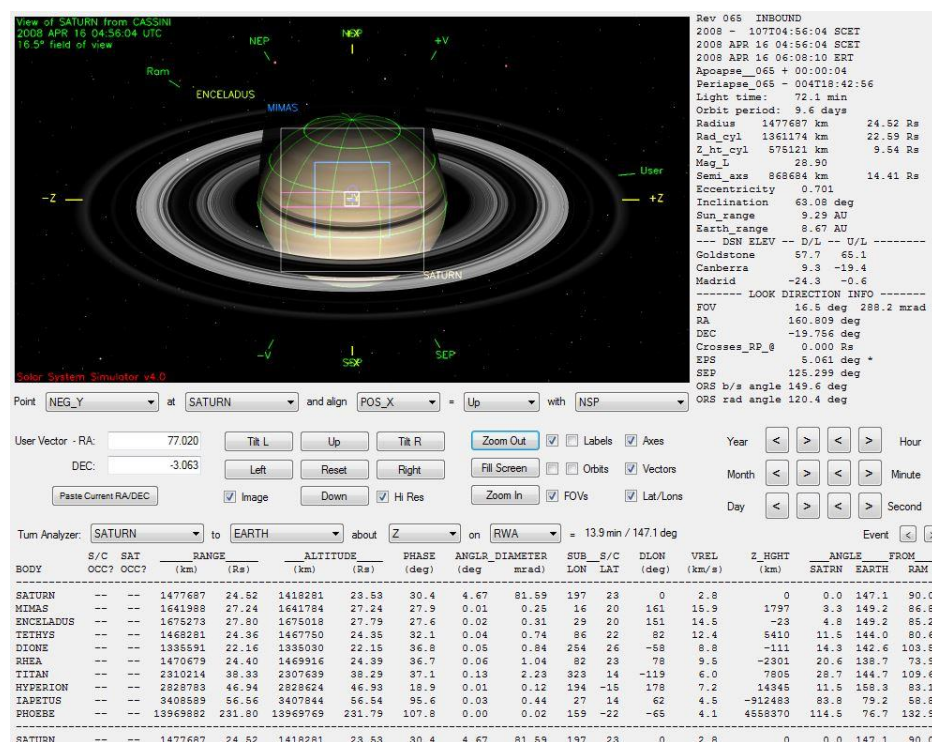 View of SATURN from CASSINI
2008 APR 16 04:56:04 UTC
16.5° field of view
NEP
+V
Ram
ENCELADUS
MIMAS
User
-Z
+Z
SATURN
-V
SEP
Solar System Simulator v4.0
Rev 065 INBOUND
2008 - 107T04:56:04 SCET
2008 APR 16 04:56:04 SCET
2008 APR 16 06:08:10 ERT
Apoapse__065 + 00:00:04
Periapse_065 - 004T18:42:56
Light time: 72.1 min
Orbit period: 9.6 days
Radius 1477687 km 24.52 Rs
Rad_cyl 1361174 km 22.59 Rs
Z_ht_cyl 575121 km 9.54 Rs
Mag_L 28.90
Semi_axs 868684 km 14.41 Rs
Eccentricity 0.701
Inclination 63.08 deg
Sun_range 9.29 AU
Earth_range 8.67 AU
--- DSN ELEV -- D/L -- U/L --------
Goldstone 57.7 65.1
Canberra 9.3 -19.4
Madrid -24.3 -0.6
------- LOOK DIRECTION INFO -------
FOV 16.5 deg 288.2 mrad
RA 160.809 deg
DEC -19.756 deg
Crosses_RP_@ 0.000 Rs
EPS 5.061 deg *
SEP 125.299 deg
ORS b/s angle 149.6 deg
ORS rad angle 120.4 deg
Point NEG_Y at SATURN and align POS_X = Up with NSP
User Vector - RA: 77.020 Tilt L Up Tilt R Zoom Out Labels Axes Year < > < > Hour
DEC: -3.063 Left Reset Right Fill Screen Orbits Vectors Month < > < > Minute
Paste Current RA/DEC Image Down Hi Res Zoom In FOVs Lat/Lons Day < > < > Second
Turn Analyzer: SATURN to EARTH about Z on RWA = 13.9 min / 147.1 deg Event < >
S/C SAT RANGE ALTITUDE PHASE ANGLR_DIAMETER SUB_S/C DLON VREL Z_HGHT ANGLE FROM
BODY OCC? OCC? (km) (Rs) (km) (Rs) (deg) (deg mrad) LON LAT (deg) (km/s) (km) SATRN EARTH RAM
SATURN -- -- 1477687 24.52 1418281 23.53 30.4 4.67 81.59 197 23 0 2.8 0 0.0 147.1 90.0
MIMAS -- -- 1641988 27.24 1641784 27.24 27.9 0.01 0.25 16 20 161 15.9 1797 3.3 149.2 86.8
ENCELADUS -- -- 1675273 27.80 1675018 27.79 27.6 0.02 0.31 29 20 151 14.5 -23 4.8 149.2 85.2
TETHYS -- -- 1468281 24.36 1467750 24.35 32.1 0.04 0.74 86 22 82 12.4 5410 11.5 144.0 80.6
DIONE -- -- 1335591 22.16 1335030 22.15 36.8 0.05 0.84 254 26 -58 8.8 -111 14.3 142.6 103.8
RHEA -- -- 1470679 24.40 1469916 24.39 36.7 0.06 1.04 82 23 78 9.5 -2301 20.6 138.7 73.9
TITAN -- -- 2310214 38.33 2307639 38.29 37.1 0.13 2.23 323 14 -119 6.0 7805 28.7 144.7 109.6
HYPERION -- -- 2828783 46.94 2828624 46.93 18.9 0.01 0.12 194 -15 178 7.2 14345 11.5 158.3 83.1
IAPETUS -- -- 3408589 56.56 3407844 56.54 95.6 0.03 0.44 27 14 62 4.5 -912483 83.8 79.2 58.8
PHOEBE -- -- 13969882 231.80 13969769 231.79 107.8 0.00 0.02 159 -22 -65 4.1 4558370 114.5 76.7 132.9
SATURN -- -- 1477687 24.52 1418281 23.53 30.4 4.67 81.59 197 23 0 2.8 0 0.0 147.1 90.0